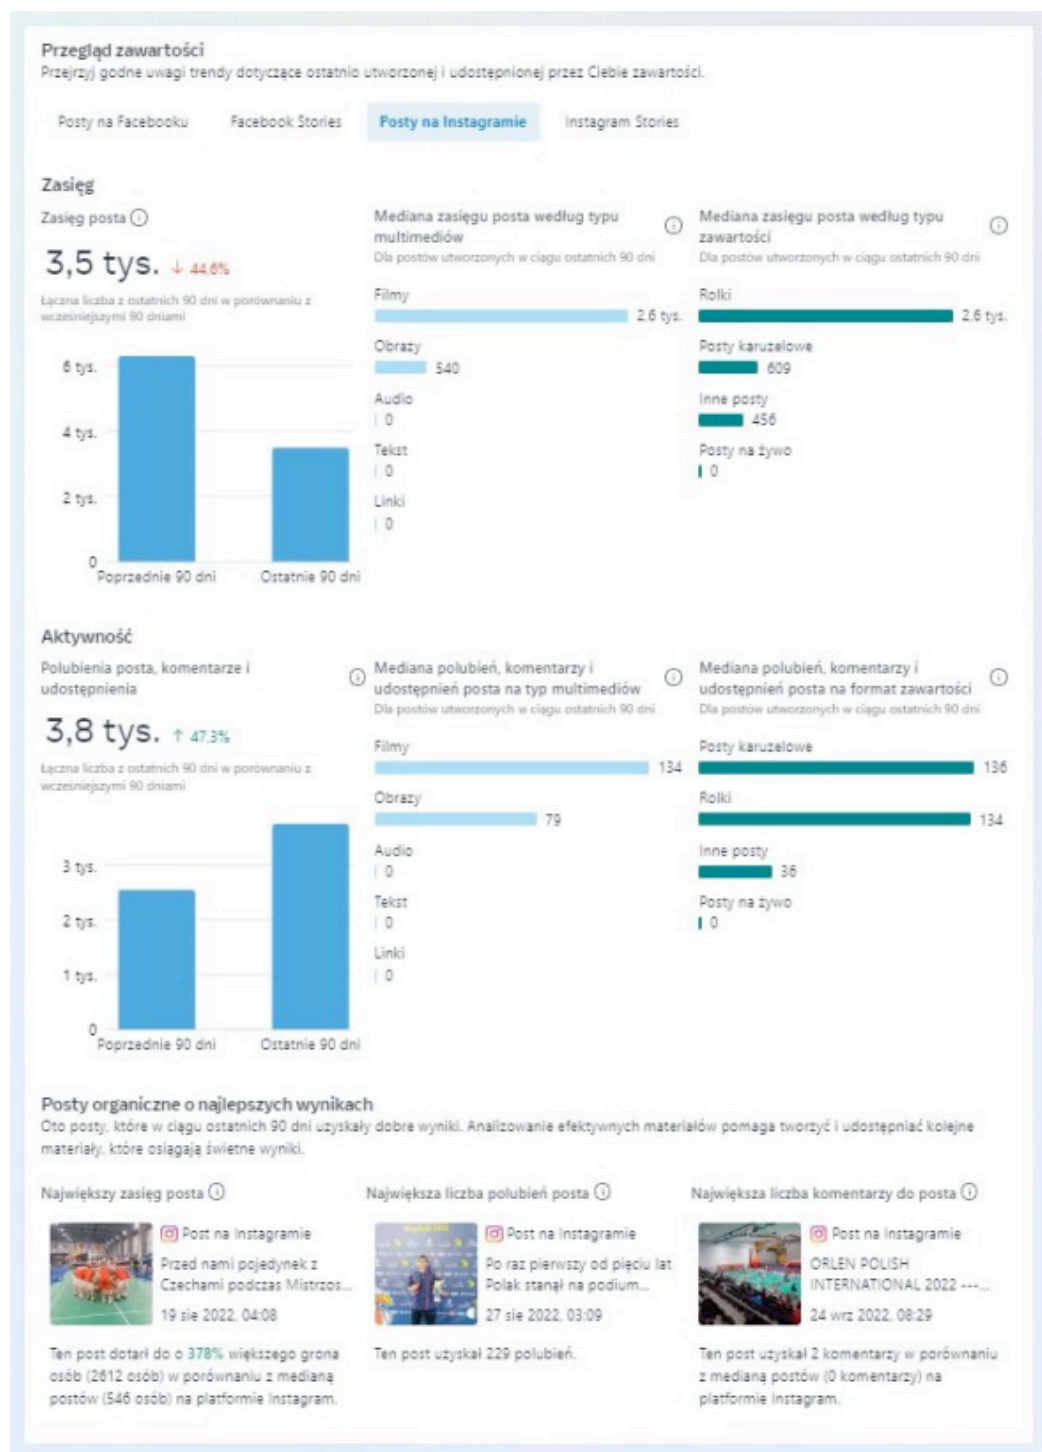 Przegląd zawartości
Przejrzyj godne uwagi trendy dotyczące ostatnio utworzonej i udostępnionej przez Ciebie zawartości.
Posty na Facebooku
Facebook Stories
Posty na Instagramie
Instagram Stories
Zasięg
Zasięg posta
3,5 tys. ↓ 44,6%
Łączna liczba z ostatnich 90 dni w porównaniu z
wcześniejszymi 90 dniami
6 tys.
4 tys.
2 tys.
0
Poprzednie 90 dni
Ostatnie 90 dni
Mediana zasięgu posta według typu
multimediów
Dla postów utworzonych w ciągu ostatnich 90 dni
Filmy
2,6 tys.
Obrazy
540
Audio
0
Tekst
0
Linki
0
Mediana zasięgu posta według typu
zawartości
Dla postów utworzonych w ciągu ostatnich 90 dni
Rolki
2,6 tys.
Posty karuzelowe
609
Inne posty
456
Posty na żywo
0
Aktywność
Polubienia posta, komentarze i
udostępnienia
3,8 tys. ↑ 47,3%
Łączna liczba z ostatnich 90 dni w porównaniu z
wcześniejszymi 90 dniami
3 tys.
2 tys.
1 tys.
0
Poprzednie 90 dni
Ostatnie 90 dni
Mediana polubień, komentarzy i
udostępnień posta na typ multimediów
Dla postów utworzonych w ciągu ostatnich 90 dni
Filmy
134
Obrazy
79
Audio
0
Tekst
0
Linki
0
Mediana polubień, komentarzy i
udostępnień posta na format zawartości
Dla postów utworzonych w ciągu ostatnich 90 dni
Posty karuzelowe
136
Rolki
134
Inne posty
36
Posty na żywo
0
Posty organiczne o najlepszych wynikach
Oto posty, które w ciągu ostatnich 90 dni uzyskały dobre wyniki. Analizowanie efektywnych materiałów pomaga tworzyć i udostępniać kolejne
materiały, które osiągają świetne wyniki.
Największy zasięg posta
Post na Instagramie
Przed nami pojedynek z
Czechami podczas Mistrzos...
19 sie 2022, 04:08
Ten post dotarł do o 378% większego grona
osób (2612 osób) w porównaniu z medianą
postów (546 osób) na platformie Instagram.
Największa liczba polubień posta
Post na Instagramie
Po raz pierwszy od pięciu lat
Polak stanął na podium...
27 sie 2022, 03:09
Ten post uzyskał 229 polubień.
Największa liczba komentarzy do posta
Post na Instagramie
ORLEN POLISH
INTERNATIONAL 2022 ---...
24 wrz 2022, 08:29
Ten post uzyskał 2 komentarzy w porównaniu
z medianą postów (0 komentarzy) na
platformie Instagram.